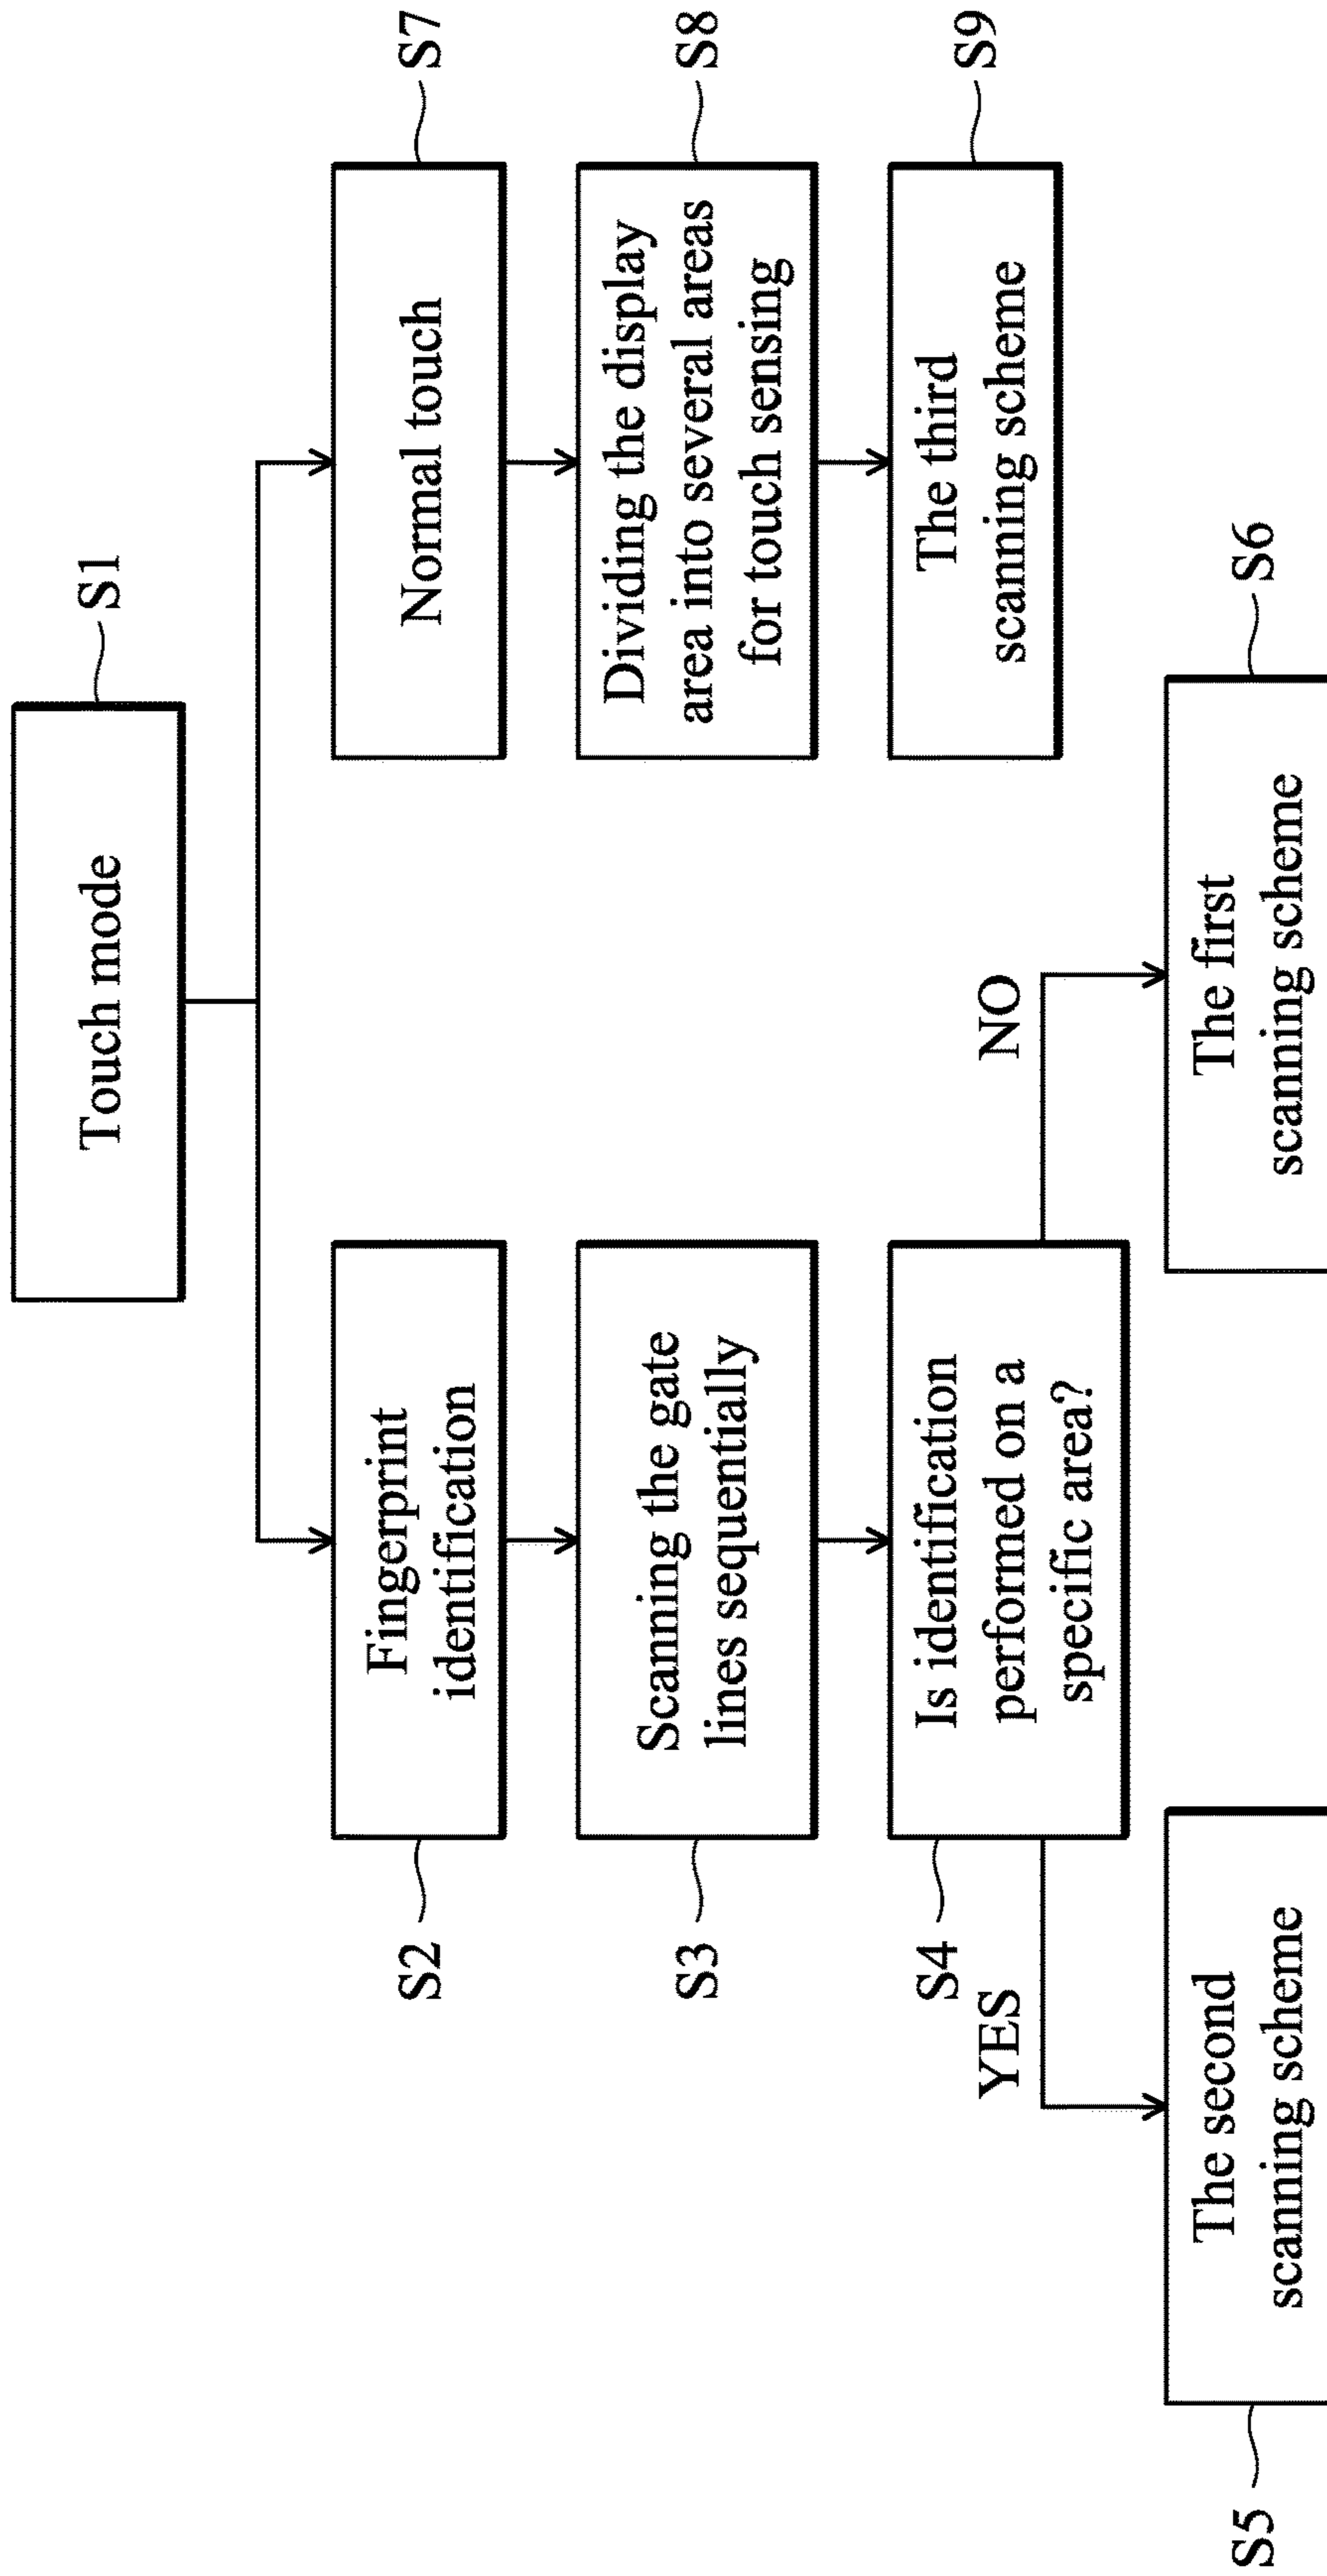 Touch mode
S1
Fingerprint
identification
S2
Normal touch
S7
Scanning the gate
lines sequentially
S3
Dividing the display
area into several areas
for touch sensing
S8
Is identification
performed on a
specific area?
S4
The third
scanning scheme
S9
YES
NO
The second
scanning scheme
S5
The first
scanning scheme
S6